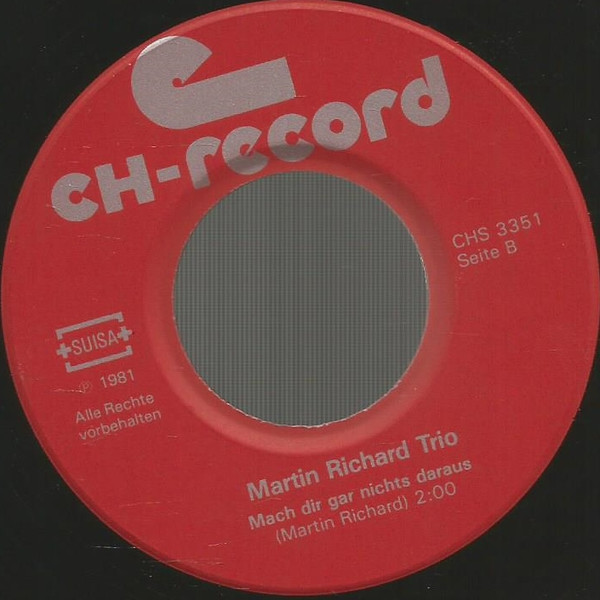 CH-record
CHS 3351
Seite B
SUISA
℗ 1981
Alle Rechte
vorbehalten
Martin Richard Trio
Mach dir gar nichts daraus
(Martin Richard) 2:00